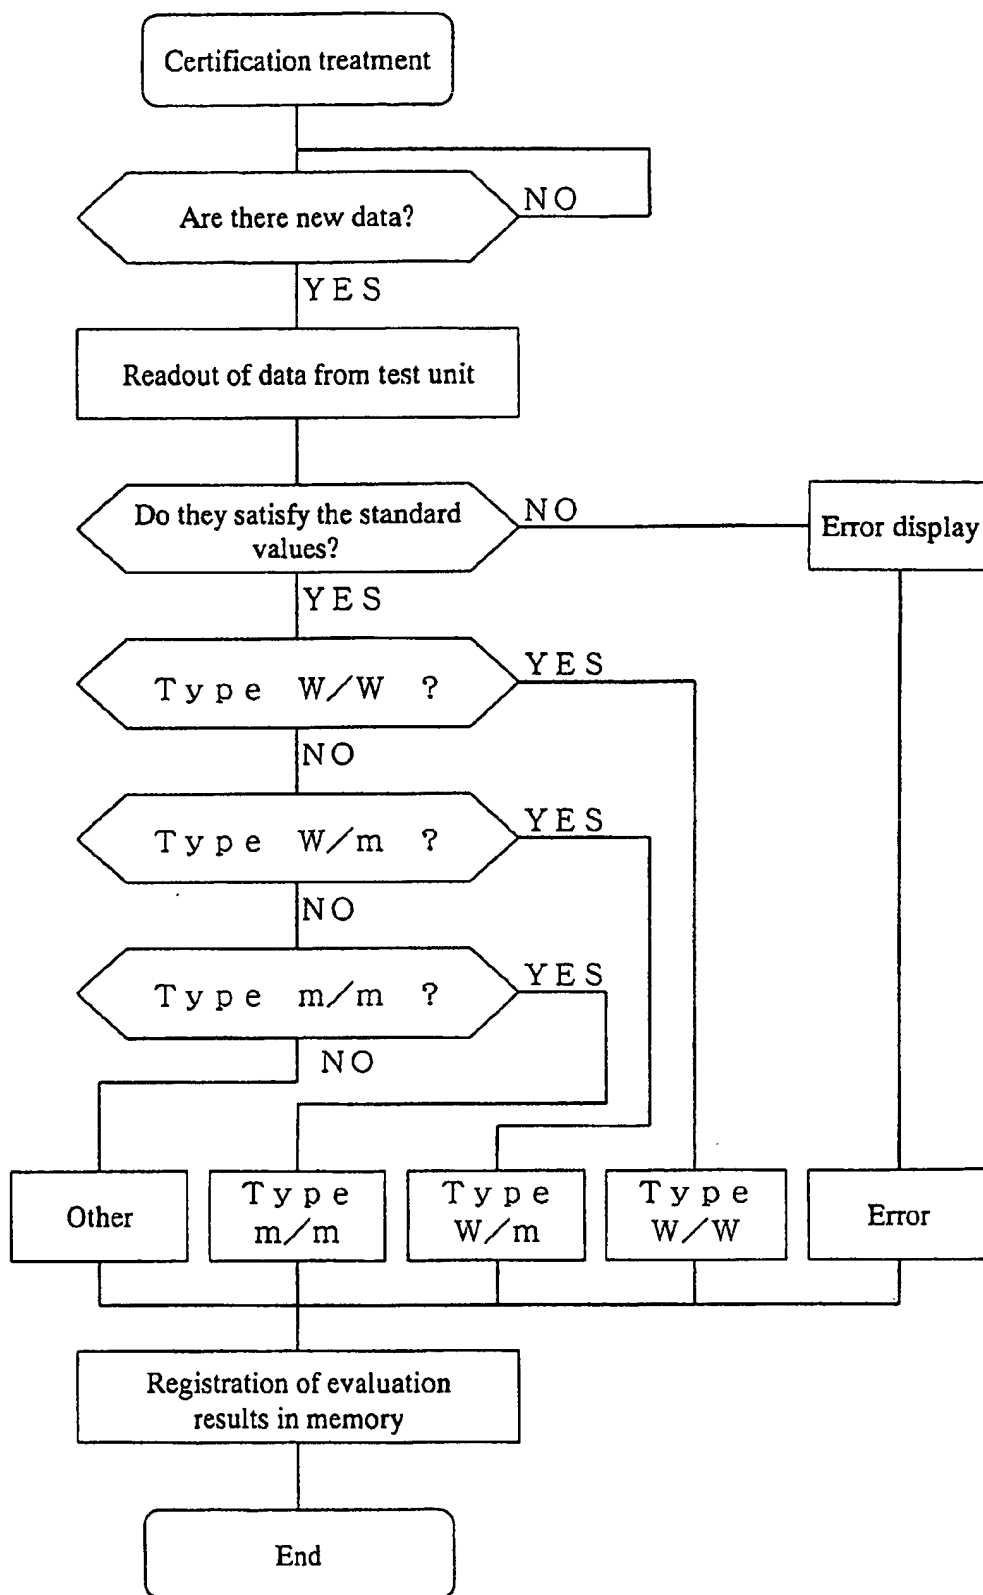 Certification treatment
Are there new data?
NO
YES
Readout of data from test unit
Do they satisfy the standard
values?
NO
Error display
YES
Type W/W ?
YES
NO
Type W/m ?
YES
NO
Type m/m ?
YES
NO
Other
Type
m/m
Type
W/m
Type
W/W
Error
Registration of evaluation
results in memory
End